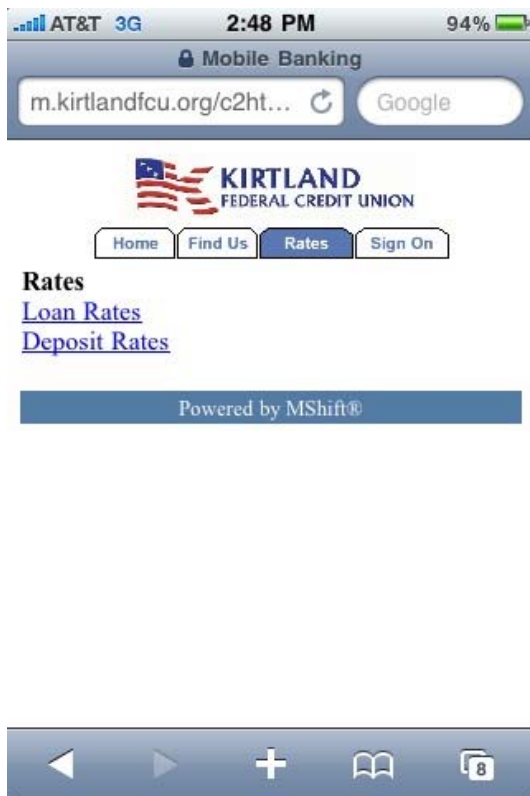 AT&T 3G 2:48 PM 94%
Mobile Banking
m.kirtlandfcu.org/c2ht... Google
KIRTLAND
FEDERAL CREDIT UNION
Home Find Us Rates Sign On
Rates
Loan Rates
Deposit Rates
Powered by MShift®
8